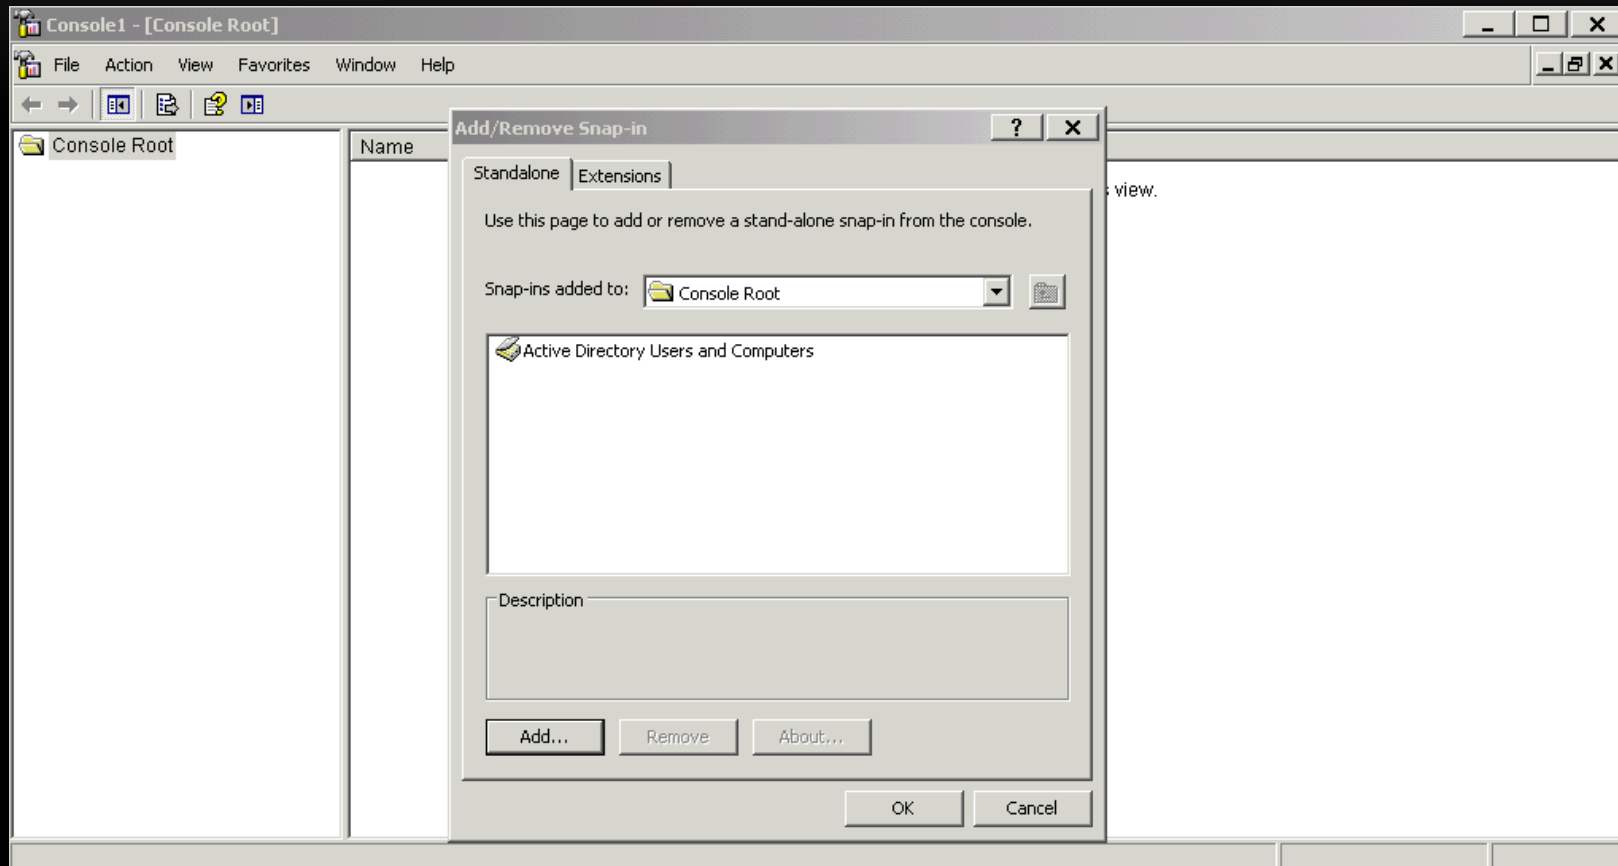 Console1 - [Console Root]
File Action View Favorites Window Help
Console Root
Name
view.
Add/Remove Snap-in
Standalone
Extensions
Use this page to add or remove a stand-alone snap-in from the console.
Snap-ins added to:
Console Root
Active Directory Users and Computers
Description
Add...
Remove
About...
OK
Cancel